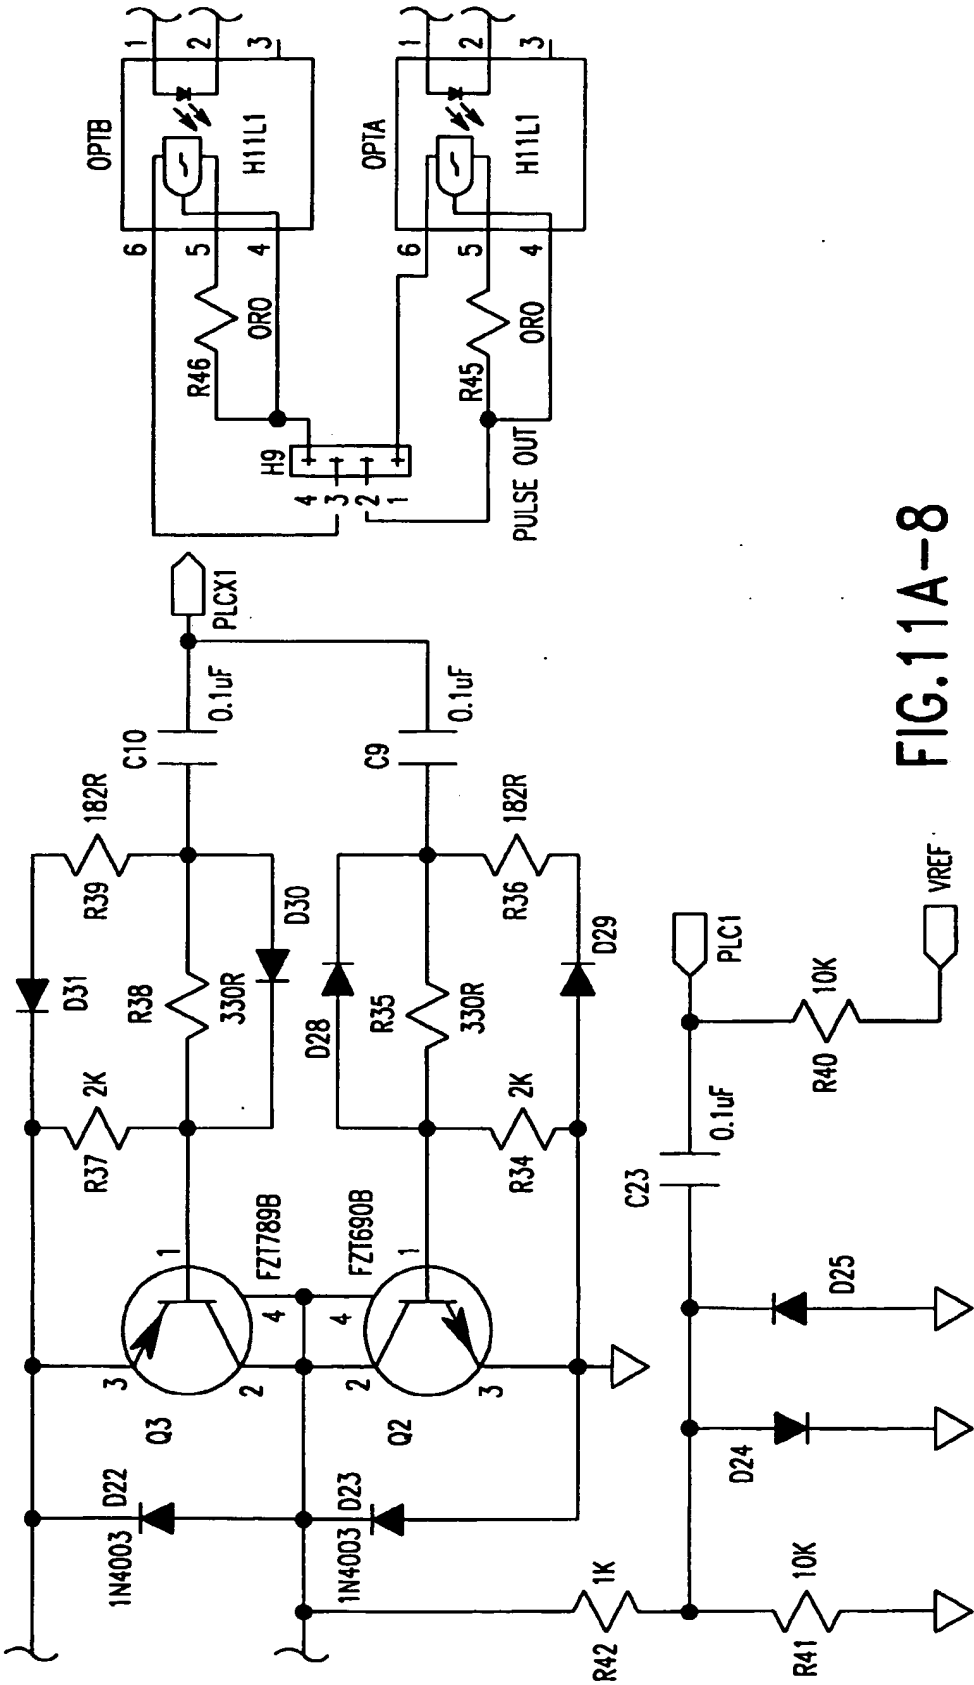 OPTB
1
2
3
H11L1
6
5
4
R46
0R0
OPTA
1
2
3
H11L1
6
5
4
R45
0R0
H9
4
3
2
1
PULSE OUT
PLCX1
C10
0.1uF
C9
0.1uF
R39
182R
D31
R38
330R
D30
R37
2K
D28
R35
330R
R36
182R
D29
R34
2K
1
FZT789B
4
3
2
Q3
FZT690B
1
4
2
3
Q2
D22
1N4003
D23
1N4003
R42
1K
R41
10K
D24
D25
C23
0.1uF
PLC1
R40
10K
VREF
FIG.11A-8